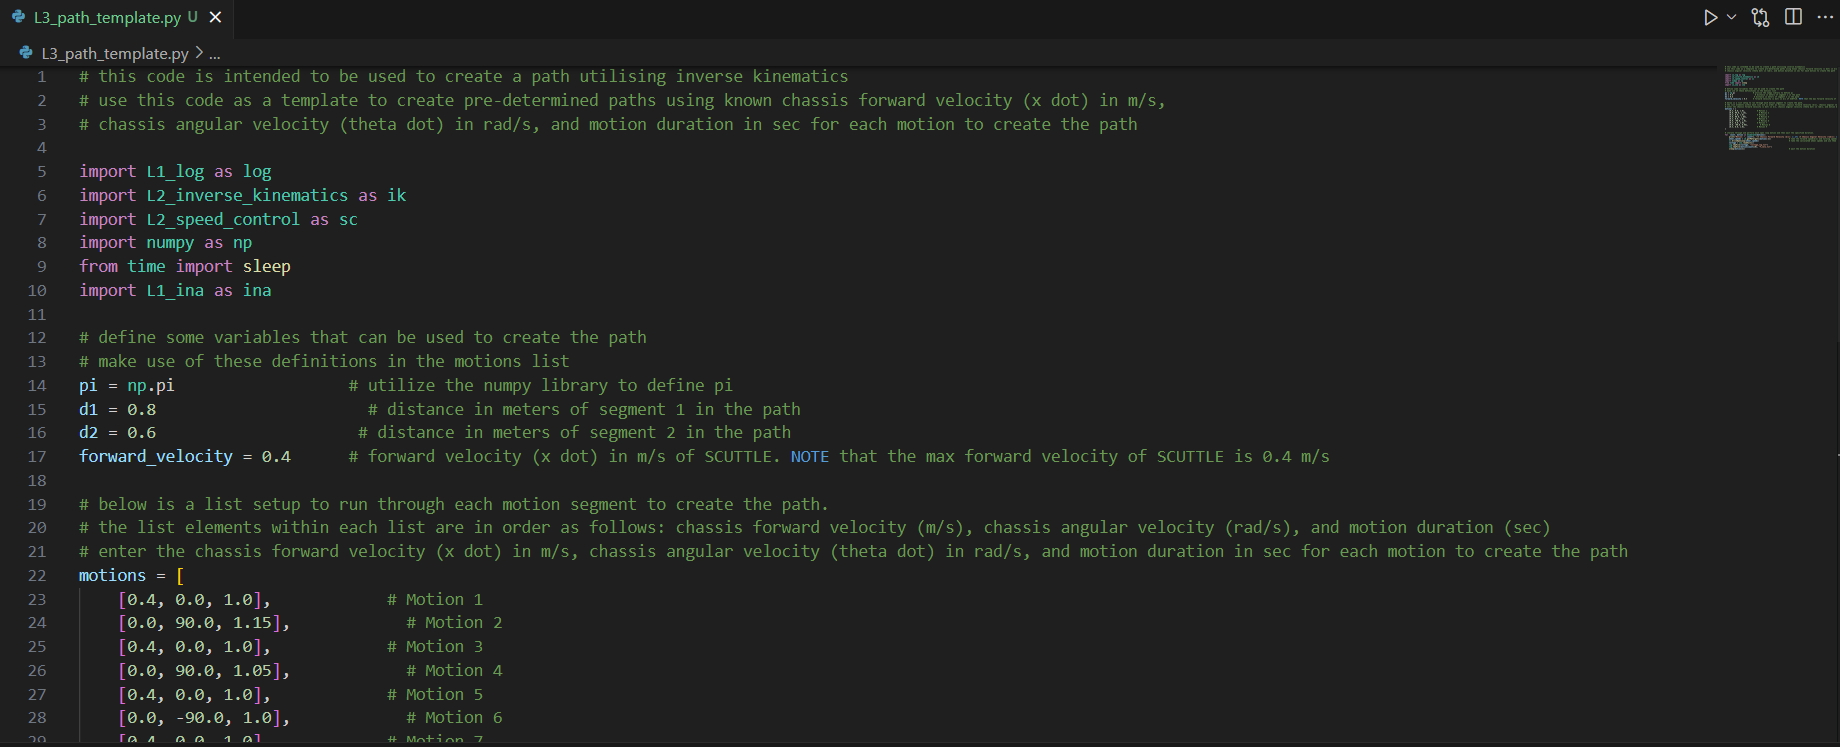 L3_path_template.py U
L3_path_template.py > ...
1 # this code is intended to be used to create a path utilising inverse kinematics
2 # use this code as a template to create pre-determined paths using known chassis forward velocity (x dot) in m/s,
3 # chassis angular velocity (theta dot) in rad/s, and motion duration in sec for each motion to create the path
4
5 import L1_log as log
6 import L2_inverse_kinematics as ik
7 import L2_speed_control as sc
8 import numpy as np
9 from time import sleep
10 import L1_ina as ina
11
12 # define some variables that can be used to create the path
13 # make use of these definitions in the motions list
14 pi = np.pi # utilize the numpy library to define pi
15 d1 = 0.8 # distance in meters of segment 1 in the path
16 d2 = 0.6 # distance in meters of segment 2 in the path
17 forward_velocity = 0.4 # forward velocity (x dot) in m/s of SCUTTLE. NOTE that the max forward velocity of SCUTTLE is 0.4 m/s
18
19 # below is a list setup to run through each motion segment to create the path.
20 # the list elements within each list are in order as follows: chassis forward velocity (m/s), chassis angular velocity (rad/s), and motion duration (sec)
21 # enter the chassis forward velocity (x dot) in m/s, chassis angular velocity (theta dot) in rad/s, and motion duration in sec for each motion to create the path
22 motions = [
23 [0.4, 0.0, 1.0], # Motion 1
24 [0.0, 90.0, 1.15], # Motion 2
25 [0.4, 0.0, 1.0], # Motion 3
26 [0.0, 90.0, 1.05], # Motion 4
27 [0.4, 0.0, 1.0], # Motion 5
28 [0.0, -90.0, 1.0], # Motion 6
29 [0.4, 0.0, 1.0] # Motion 7